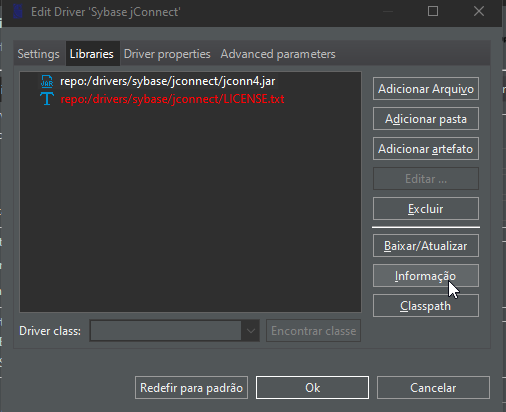 Edit Driver 'Sybase jConnect'
Settings Libraries Driver properties Advanced parameters
JAR repo:/drivers/sybase/jconnect/jconn4.jar
T repo:/drivers/sybase/jconnect/LICENSE.txt
Adicionar Arquivo
Adicionar pasta
Adicionar artefato
Editar ...
Excluir
Baixar/Atualizar
Informação
Classpath
Driver class: Encontrar classe
Redefir para padrão Ok Cancelar